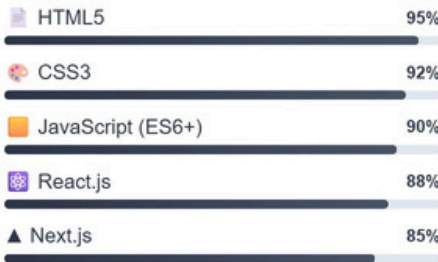 HTML5 95%
CSS3 92%
JavaScript (ES6+) 90%
React.js 88%
Next.js 85%